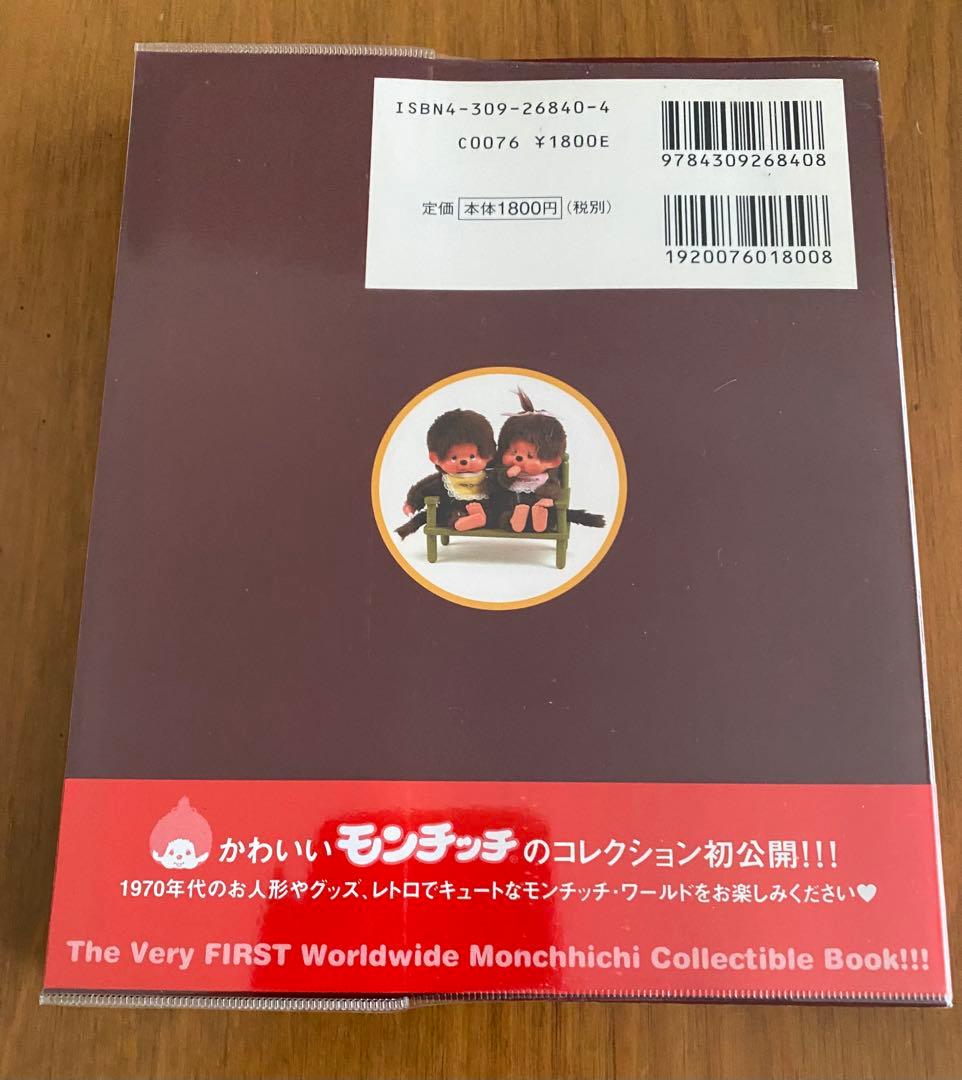 ISBN4-309-26840-4
C0076 ¥1800E
9784309268408
定価 本体1800円 (税別)
1920076018008
かわいいモンチッチ®のコレクション初公開!!!
1970年代のお人形やグッズ、レトロでキュートなモンチッチ・ワールドをお楽しみください♥
The Very FIRST Worldwide Monchhichi Collectible Book!!!